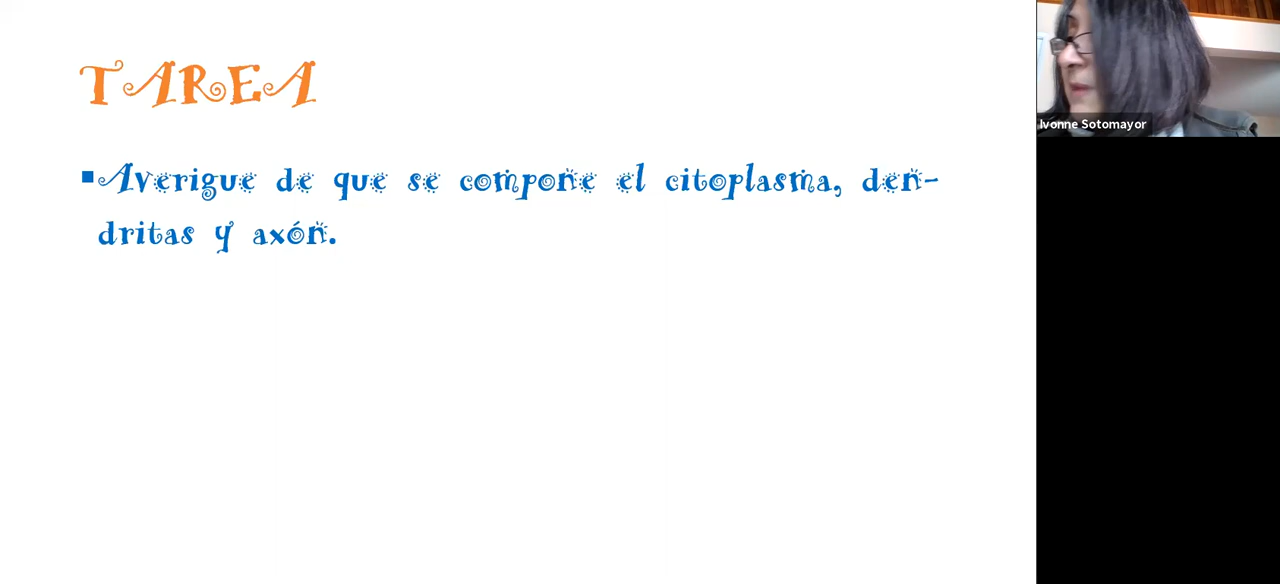 TAREA
▪Averigue de que se compone el citoplasma, den-
dritas y axón.
Ivonne Sotomayor